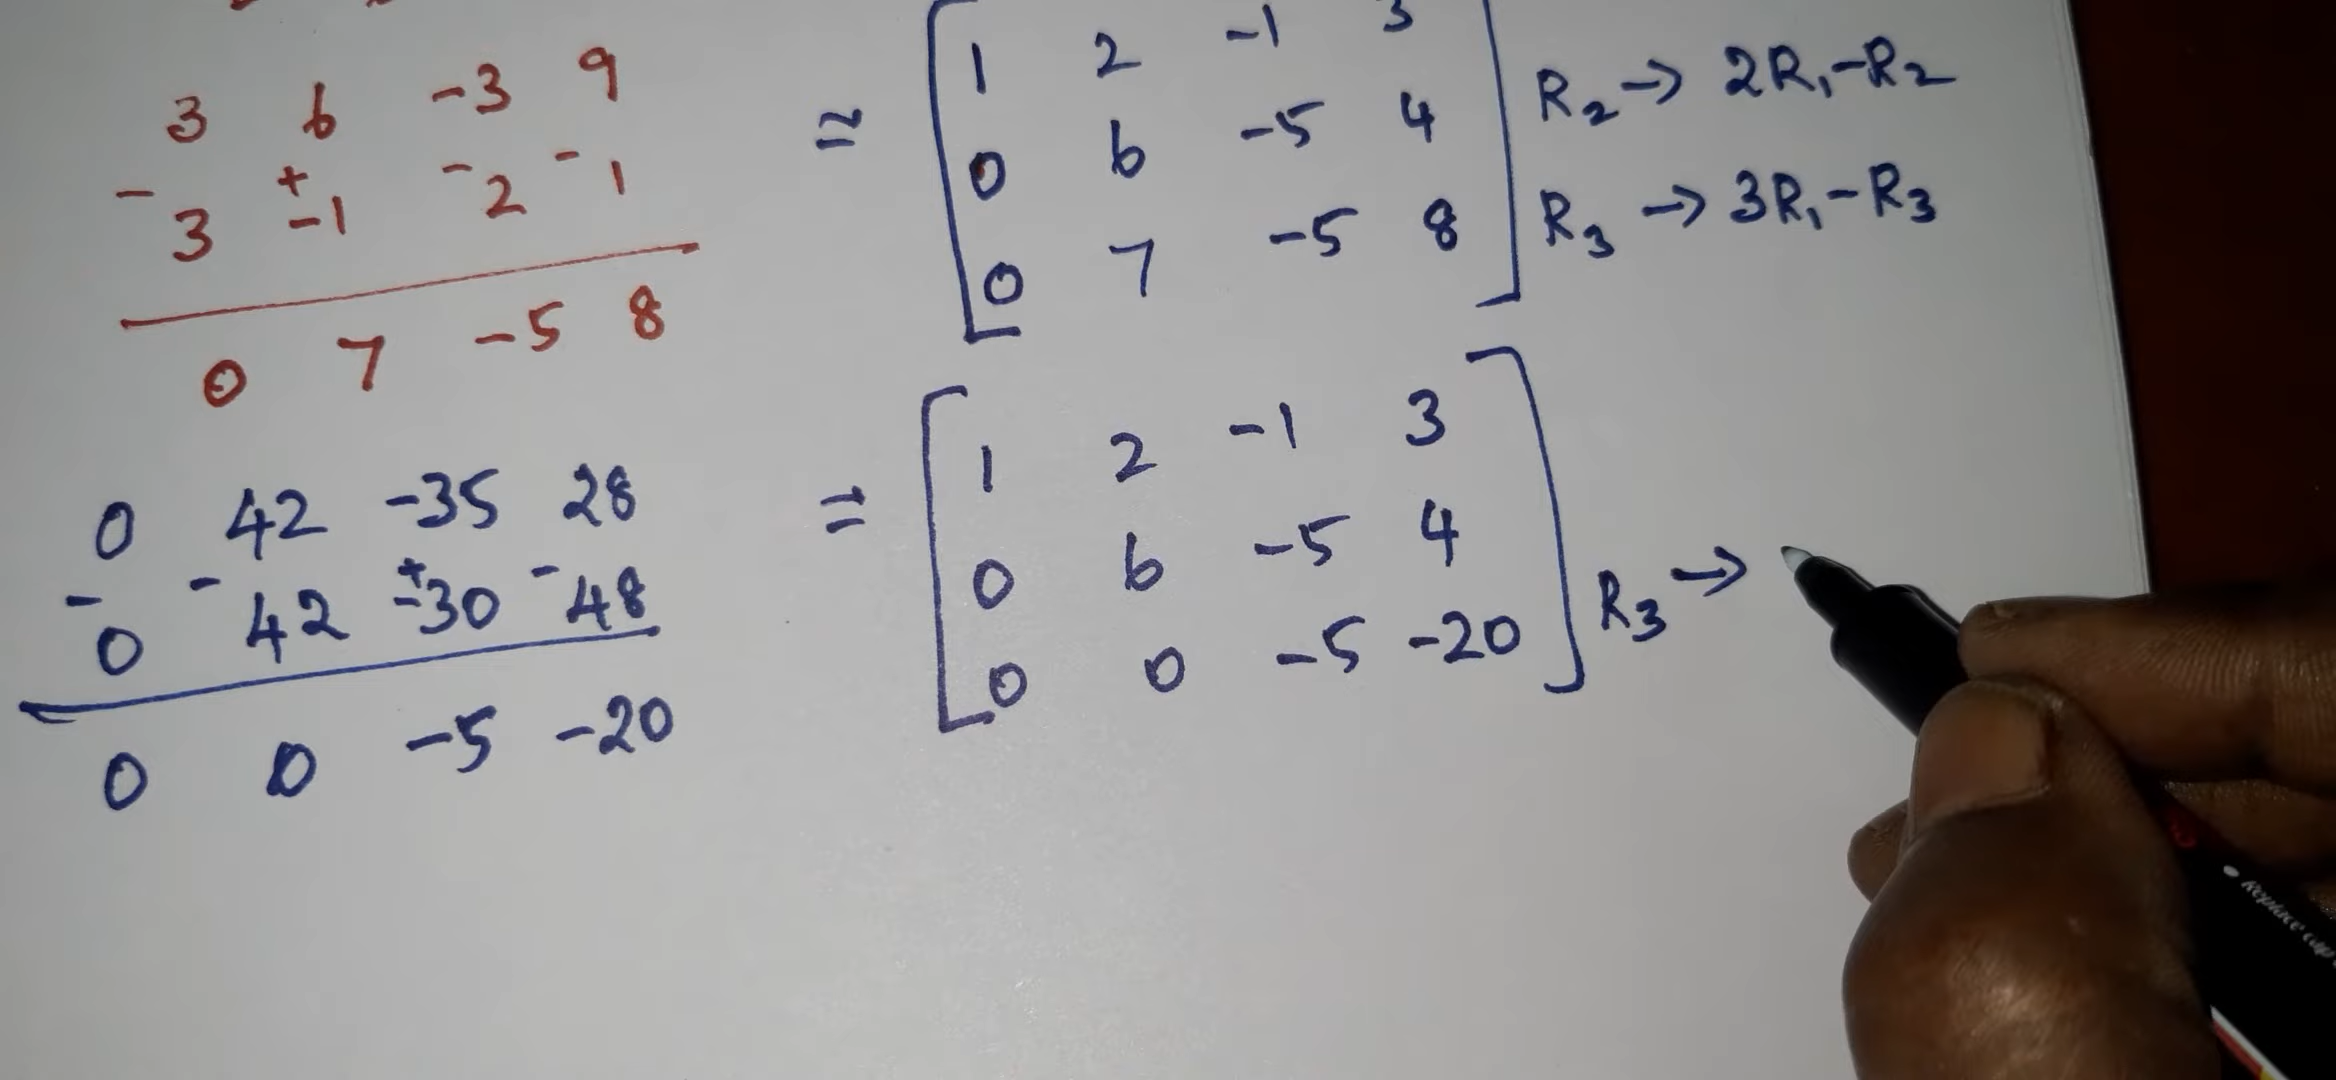 3 6 -3 9
- + - -
3 -1 2 1
0 7 -5 8
0 42 -35 28
- - + -
0 42 -30 48
0 0 -5 -20
≃ [ 1 2 -1 3
0 6 -5 4
0 7 -5 8 ]
R₂ → 2R₁-R₂
R₃ → 3R₁-R₃
≃ [ 1 2 -1 3
0 6 -5 4
0 0 -5 -20 ]
R₃ →
Replace cap